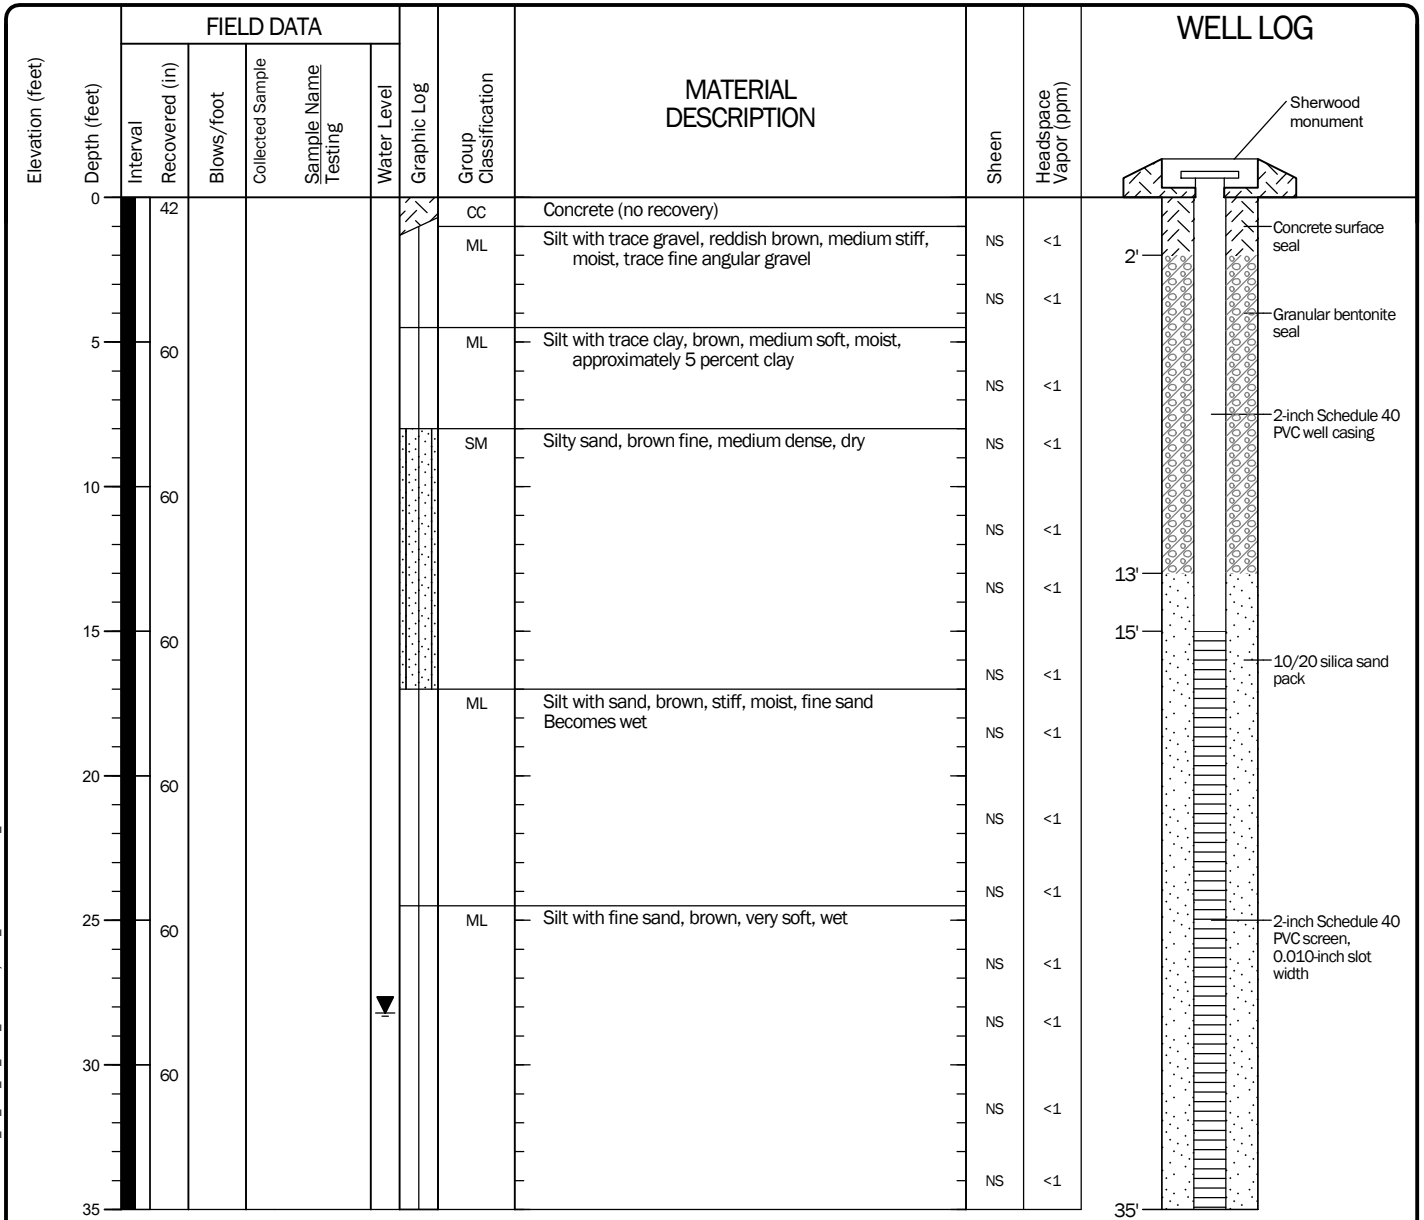 FIELD DATA
WELL LOG
Elevation (feet)
Depth (feet)
Interval
Recovered (in)
Blows/foot
Collected Sample
Sample Name
Testing
Water Level
Graphic Log
Group
Classification
MATERIAL
DESCRIPTION
Sheen
Headspace
Vapor (ppm)
Sherwood
monument
0
42
CC
Concrete (no recovery)
Concrete surface
seal
ML
Silt with trace gravel, reddish brown, medium stiff,
moist, trace fine angular gravel
NS
<1
2'
NS
<1
Granular bentonite
seal
5
60
ML
Silt with trace clay, brown, medium soft, moist,
approximately 5 percent clay
NS
<1
2-inch Schedule 40
PVC well casing
SM
Silty sand, brown fine, medium dense, dry
NS
<1
10
60
NS
<1
13'
NS
<1
15
60
15'
10/20 silica sand
pack
NS
<1
ML
Silt with sand, brown, stiff, moist, fine sand
Becomes wet
NS
<1
20
60
NS
<1
NS
<1
25
60
ML
Silt with fine sand, brown, very soft, wet
2-inch Schedule 40
PVC screen,
0.010-inch slot
width
NS
<1
NS
<1
30
60
NS
<1
NS
<1
35
35'